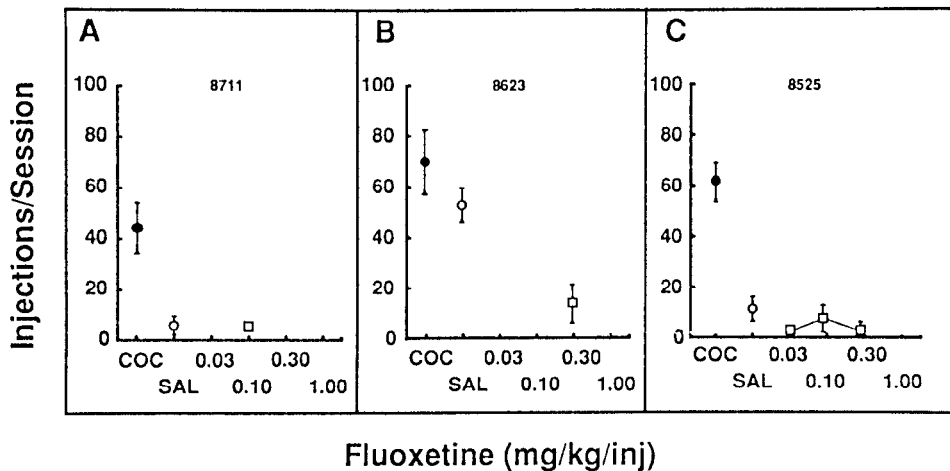 A
B
C
8711
8623
8525
100
80
60
40
20
0
100
80
60
40
20
0
100
80
60
40
20
0
Injections/Session
COC 0.03 0.30
SAL 0.10 1.00
COC 0.03 0.30
SAL 0.10 1.00
COC 0.03 0.30
SAL 0.10 1.00
Fluoxetine (mg/kg/inj)